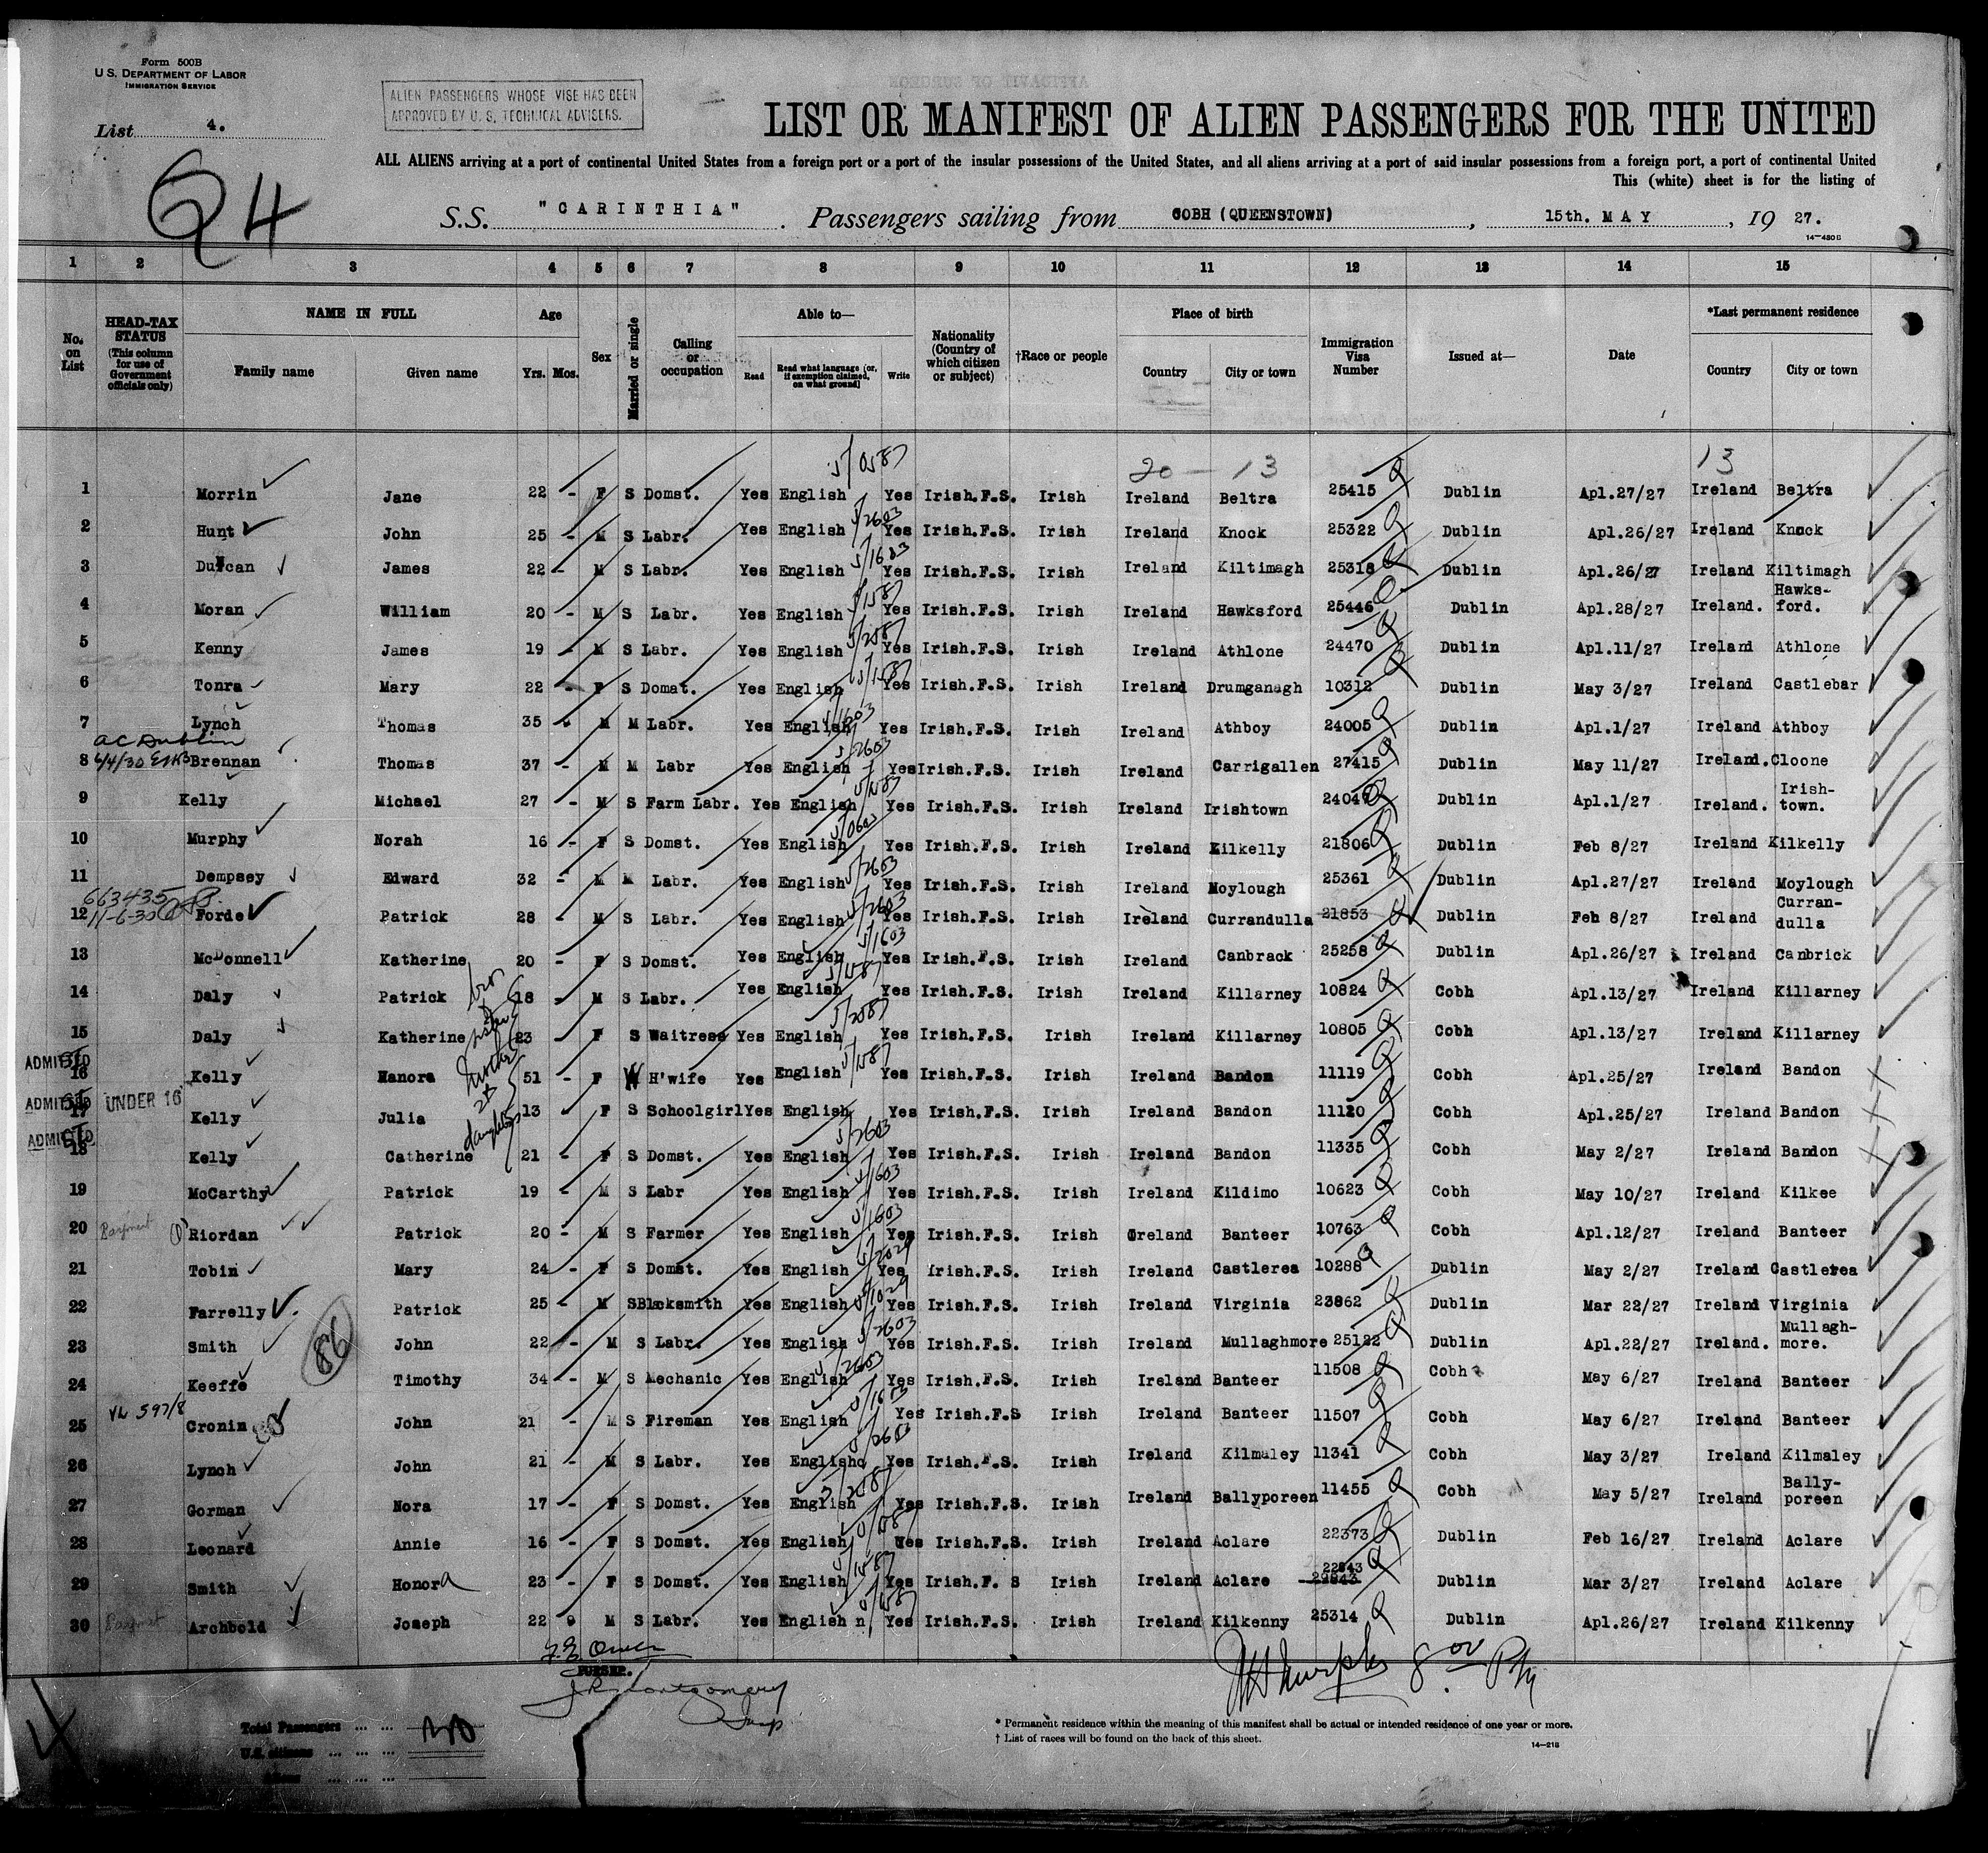 Form 500B
U.S. DEPARTMENT OF LABOR
IMMIGRATION SERVICE
ALIEN PASSENGERS WHOSE VISE HAS BEEN
APPROVED BY U. S. TECHNICAL ADVISERS.
List 4.
64
LIST OR MANIFEST OF ALIEN PASSENGERS FOR THE UNITED
ALL ALIENS arriving at a port of continental United States from a foreign port or a port of the insular possessions of the United States, and all aliens arriving at a port of said insular possessions from a foreign port, a port of continental United
This (white) sheet is for the listing of
S.S. "CARINTHIA". Passengers sailing from COBH (QUEENSTOWN), 15th. MAY, 19 27.
14-480B
1 2 3 4 5 6 7 8 9 10 11 12 13 14 15
No. on List
HEAD-TAX STATUS (This column for use of Government officials only)
NAME IN FULL
Family name Given name
Age
Yrs. Mos.
Sex
Married or single
Calling or occupation
Able to—
Read Read what language [or, if exemption claimed, on what ground] Write
Nationality (Country of which citizen or subject)
†Race or people
Place of birth
Country City or town
Immigration Visa Number
Issued at—
Date
*Last permanent residence
Country City or town
20 - 13 13
1 Morrin Jane 22 - F S Domst. Yes English Yes Irish.F.S. Irish Ireland Beltra 25415 Dublin Apl.27/27 Ireland Beltra
2 Hunt John 25 - M S Labr. Yes English Yes Irish.F.S. Irish Ireland Knock 25322 Dublin Apl.26/27 Ireland Knock
3 Duncan James 22 - M S Labr. Yes English Yes Irish.F.S. Irish Ireland Kiltimagh 25318 Dublin Apl.26/27 Ireland Kiltimagh
4 Moran William 20 - M S Labr. Yes English Yes Irish.F.S. Irish Ireland Hawksford 25446 Dublin Apl.28/27 Ireland. Hawks-ford.
5 Kenny James 19 - M S Labr. Yes English Yes Irish.F.S. Irish Ireland Athlone 24470 Dublin Apl.11/27 Ireland Athlone
6 Tonra Mary 22 - F S Domst. Yes English Yes Irish.F.S. Irish Ireland Drumganagh 10312 Dublin May 3/27 Ireland Castlebar
7 Lynch Thomas 35 M M Labr. Yes English Yes Irish.F.S. Irish Ireland Athboy 24005 Dublin Apl.1/27 Ireland Athboy
ac Dublin
8 Brennan Thomas 37 - M M Labr Yes English Yes Irish.F.S. Irish Ireland Carrigallen 27415 Dublin May 11/27 Ireland. Cloone
9 Kelly Michael 27 - M S Farm Labr. Yes English Yes Irish.F.S. Irish Ireland Irishtown 24047 Dublin Apl.1/27 Ireland. Irish-town.
10 Murphy Norah 16 - F S Domst. Yes English Yes Irish.F.S. Irish Ireland Kilkelly 21806 Dublin Feb 8/27 Ireland Kilkelly
11 Dempsey Edward 32 - M M Labr. Yes English Yes Irish.F.S. Irish Ireland Moylough 25361 Dublin Apl.27/27 Ireland Moylough
663435
11-6-30
12 Forde Patrick 28 - M S Labr. Yes English Yes Irish.F.S. Irish Ireland Currandulla 21853 Dublin Feb 8/27 Ireland Curran-dulla
13 McDonnell Katherine 20 - F S Domst. Yes English Yes Irish.F.S. Irish Ireland Canbrack 25258 Dublin Apl.26/27 Ireland Canbrick
14 Daly Patrick bro 18 - M S Labr. Yes English Yes Irish.F.S. Irish Ireland Killarney 10824 Cobh Apl.13/27 Ireland Killarney
15 Daly Katherine sister 23 F S Waitress Yes English Yes Irish.F.S. Irish Ireland Killarney 10805 Cobh Apl.13/27 Ireland Killarney
ADMITTED
16 Kelly Hanora mother 51 - F W H'wife Yes English Yes Irish.F.S. Irish Ireland Bandon 11119 Cobh Apl.25/27 Ireland Bandon
ADMITTED UNDER 16
17 Kelly Julia 13 F S Schoolgirl Yes English Yes Irish.F.S. Irish Ireland Bandon 11120 Cobh Apl.25/27 Ireland Bandon
ADMITTED
18 Kelly Catherine daughters 21 - F S Domst. Yes English Yes Irish.F.S. Irish Ireland Bandon 11335 Cobh May 2/27 Ireland Bandon
19 McCarthy Patrick 19 - M S Labr Yes English Yes Irish.F.S. Irish Ireland Kildimo 10623 Cobh May 10/27 Ireland Kilkee
20 Riordan Patrick 20 - M S Farmer Yes English Yes Irish.F.S. Irish Oreland Banteer 10763 Cobh Apl.12/27 Ireland Banteer
21 Tobin Mary 24 - F S Domst. Yes English Yes Irish.F.S. Irish Ireland Castlerea 10288 Dublin May 2/27 Ireland Castlerea
22 Farrelly Patrick 25 - M S Blacksmith Yes English Yes Irish.F.S. Irish Ireland Virginia 23862 Dublin Mar 22/27 Ireland Virginia
86
23 Smith John 22 - M S Labr. Yes English Yes Irish.F.S. Irish Ireland Mullaghmore 25122 Dublin Apl.22/27 Ireland. Mullagh-more.
24 Keeffe Timothy 34 - M S Mechanic Yes English Yes Irish.F.S. Irish Ireland Banteer 11508 Cobh May 6/27 Ireland Banteer
25 Cronin John 21 - M S Fireman Yes English Yes Irish.F.S Irish Ireland Banteer 11507 Cobh May 6/27 Ireland Banteer
26 Lynch John 21 - M S Labr. Yes English Yes Irish.F.S. Irish Ireland Kilmaley 11341 Cobh May 3/27 Ireland Kilmaley
27 Gorman Nora 17 - F S Domst. Yes English Yes Irish.F.S. Irish Ireland Ballyporeen 11455 Cobh May 5/27 Ireland Bally-poreen
28 Leonard Annie 16 - F S Domst. Yes English Yes Irish.F.S. Irish Ireland Aclare 22373 Dublin Feb 16/27 Ireland Aclare
29 Smith Honora 23 - F S Domst. Yes English Yes Irish.F. S Irish Ireland Aclare 22843 Dublin Mar 3/27 Ireland Aclare
30 Archbold Joseph 22 M S Labr. Yes English Yes Irish.F.S. Irish Ireland Kilkenny 25314 Dublin Apl.26/27 Ireland Kilkenny
PURSER.
J R Montgomery
Surp.
Total Passengers
U.S. citizens
Aliens
* Permanent residence within the meaning of this manifest shall be actual or intended residence of one year or more.
† List of races will be found on the back of this sheet.
14-218